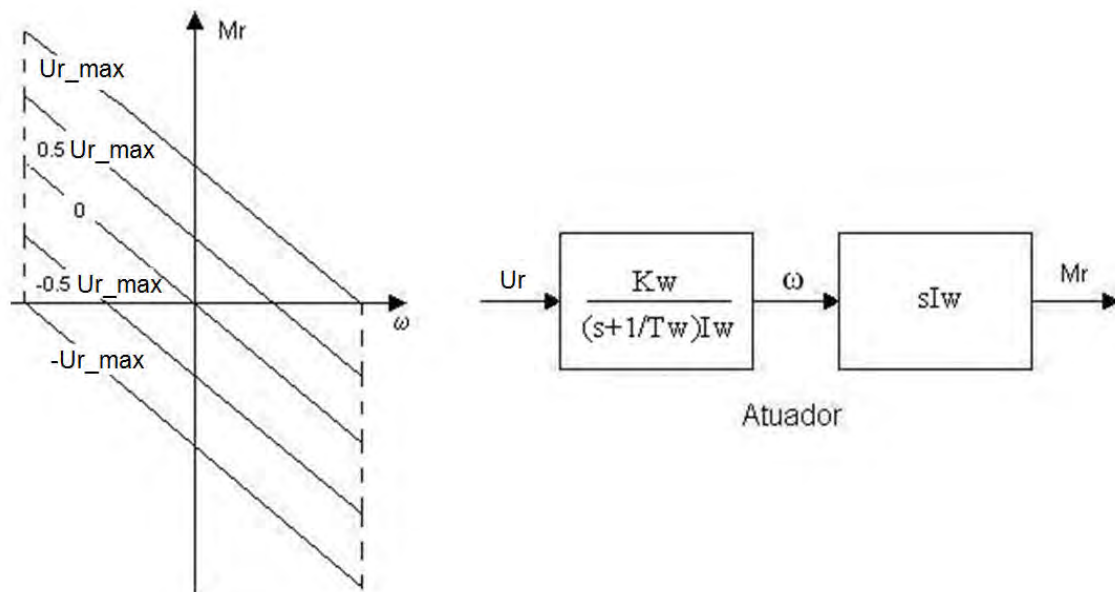 Mr
Ur_max
0.5 Ur_max
0
-0.5 Ur_max
-Ur_max
ω
Ur
Kw
(s+1/Tw)Iw
ω
sIw
Mr
Atuador